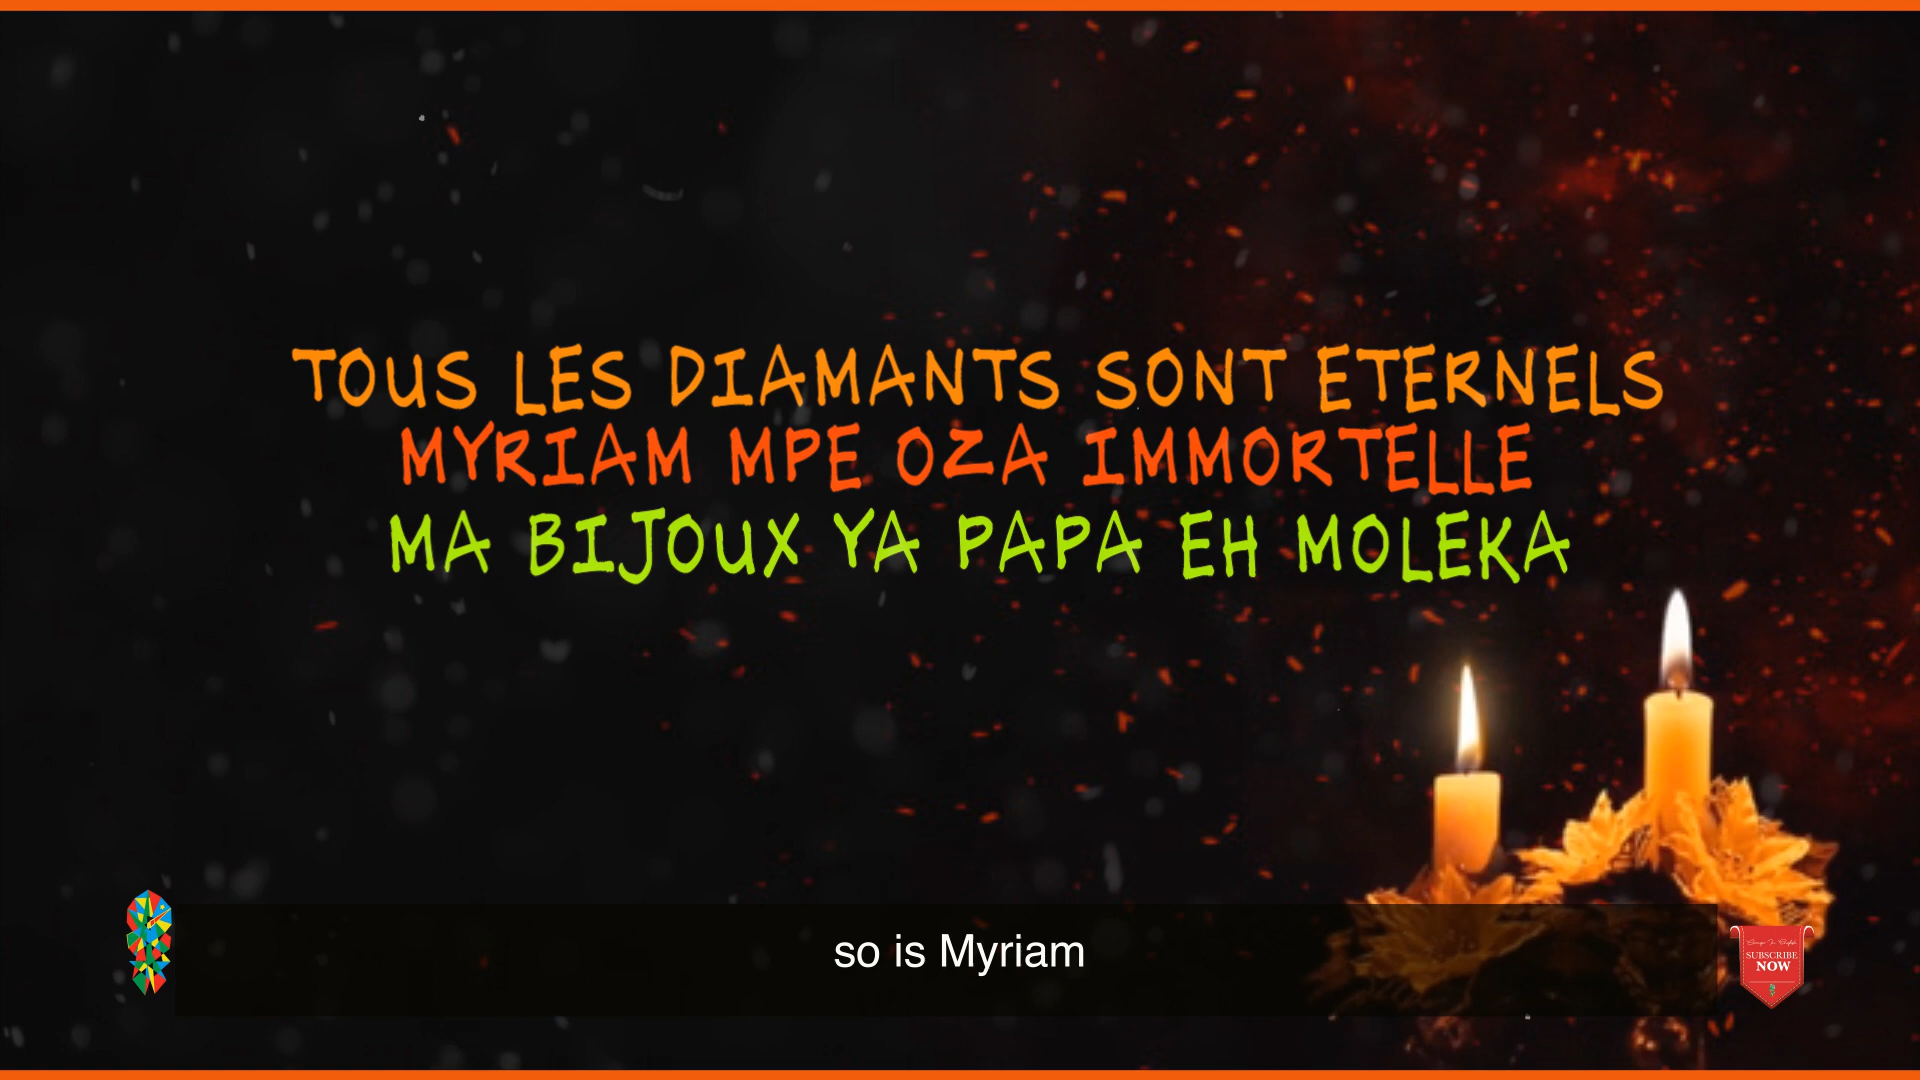 TOUS LES DIAMANTS SONT ETERNELS
MYRIAM MPE OZA IMMORTELLE
MA BIJOUX YA PAPA EH MOLEKA
so is Myriam
SUBSCRIBE
NOW